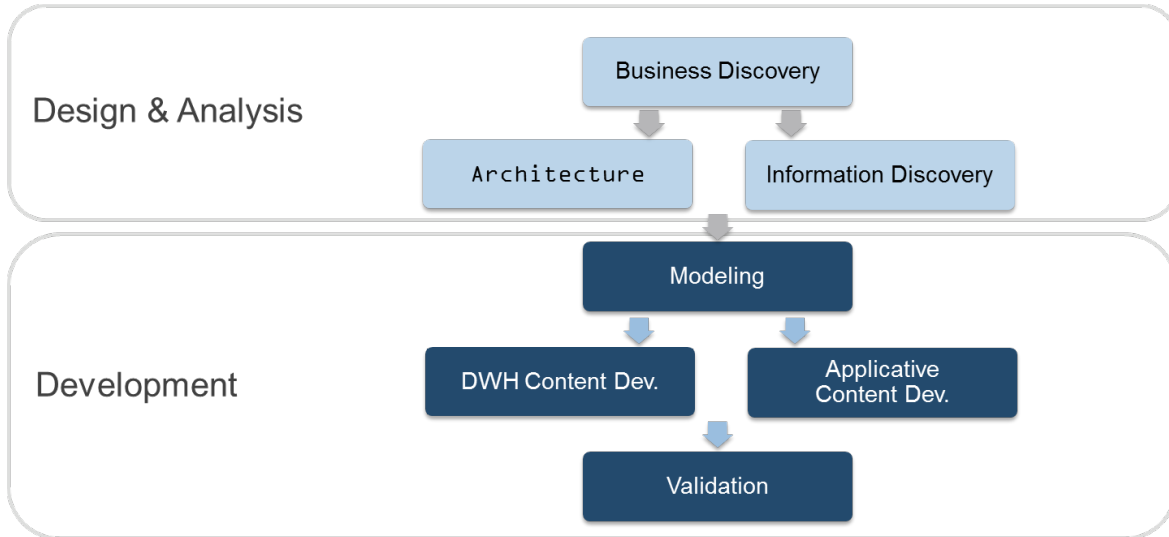 Business Discovery
Design & Analysis
Architecture
Information Discovery
Modeling
Development
DWH Content Dev.
Applicative
Content Dev.
Validation